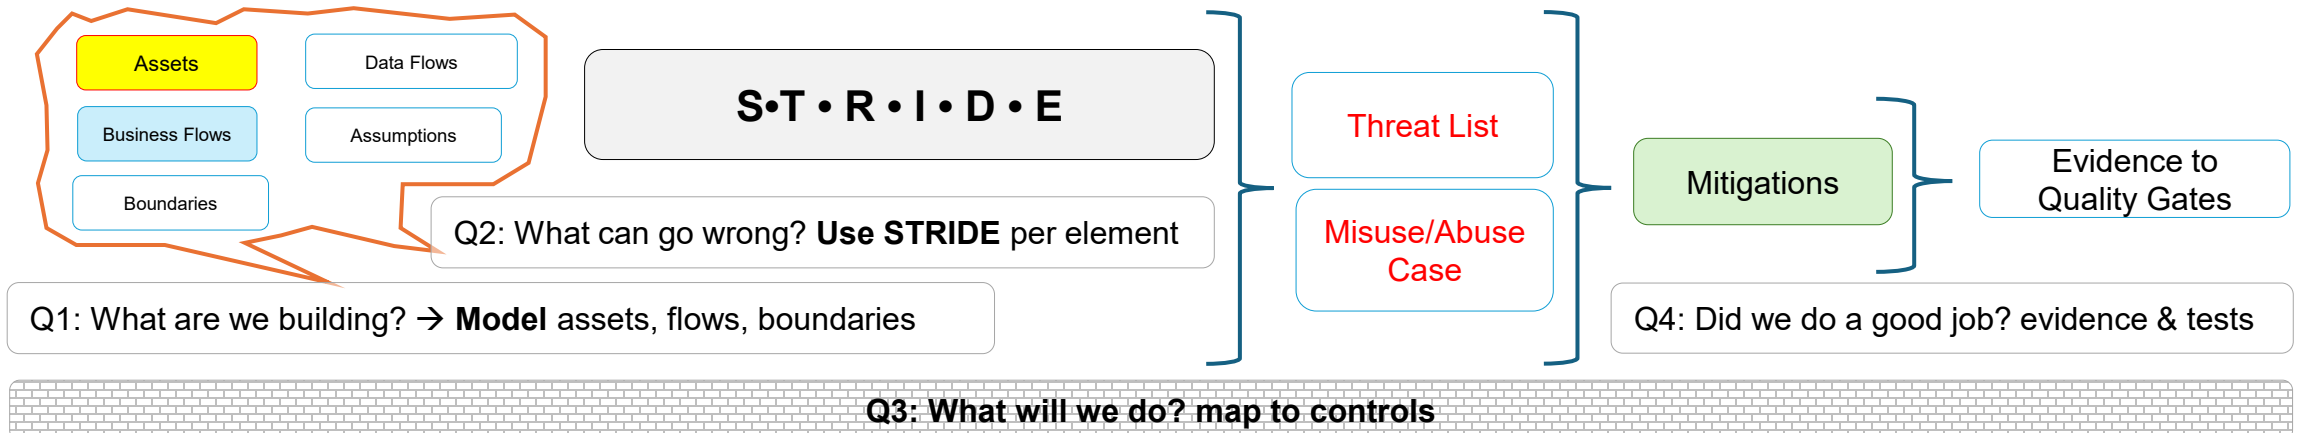 Assets
Data Flows
Business Flows
Assumptions
Boundaries
S•T • R • I • D • E
Q2: What can go wrong? Use STRIDE per element
Q1: What are we building? → Model assets, flows, boundaries
Threat List
Misuse/Abuse
Case
Mitigations
Evidence to
Quality Gates
Q4: Did we do a good job? evidence & tests
Q3: What will we do? map to controls